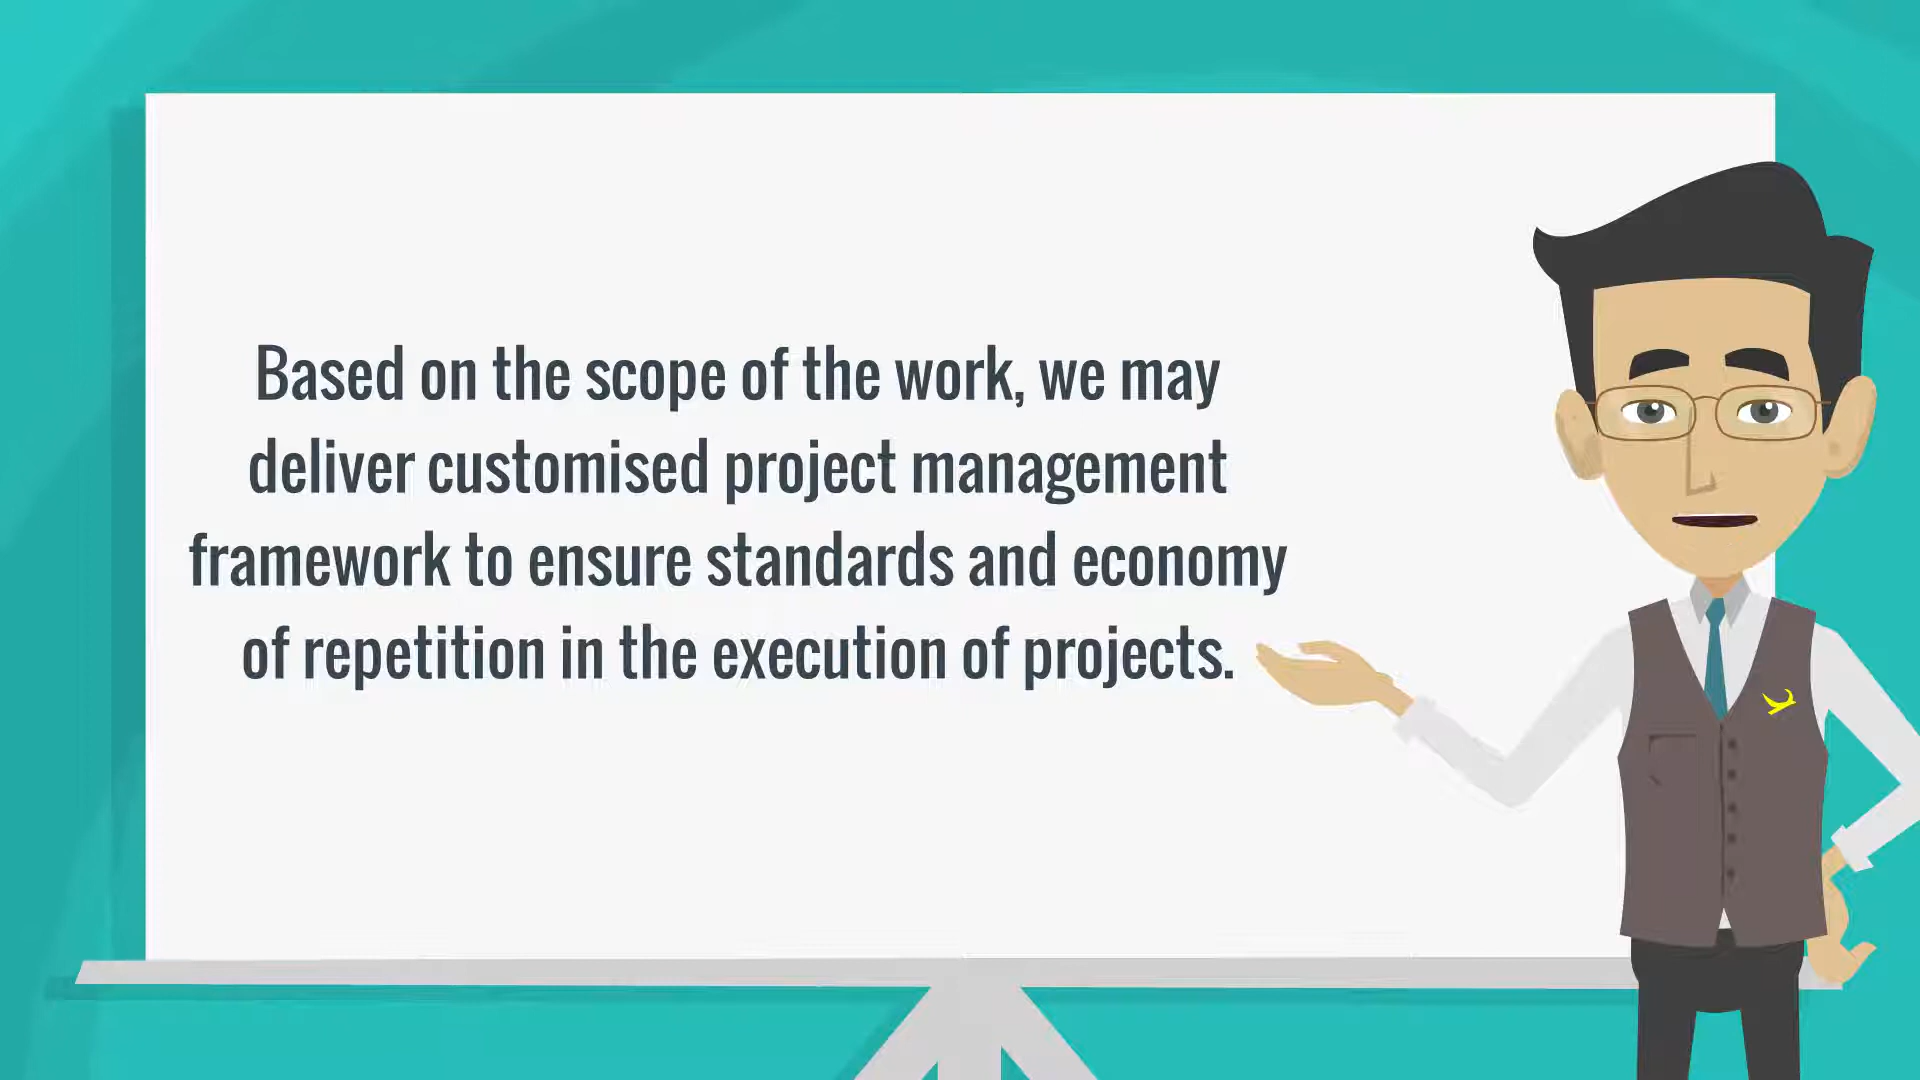 Based on the scope of the work, we may
deliver customised project management
framework to ensure standards and economy
of repetition in the execution of projects.